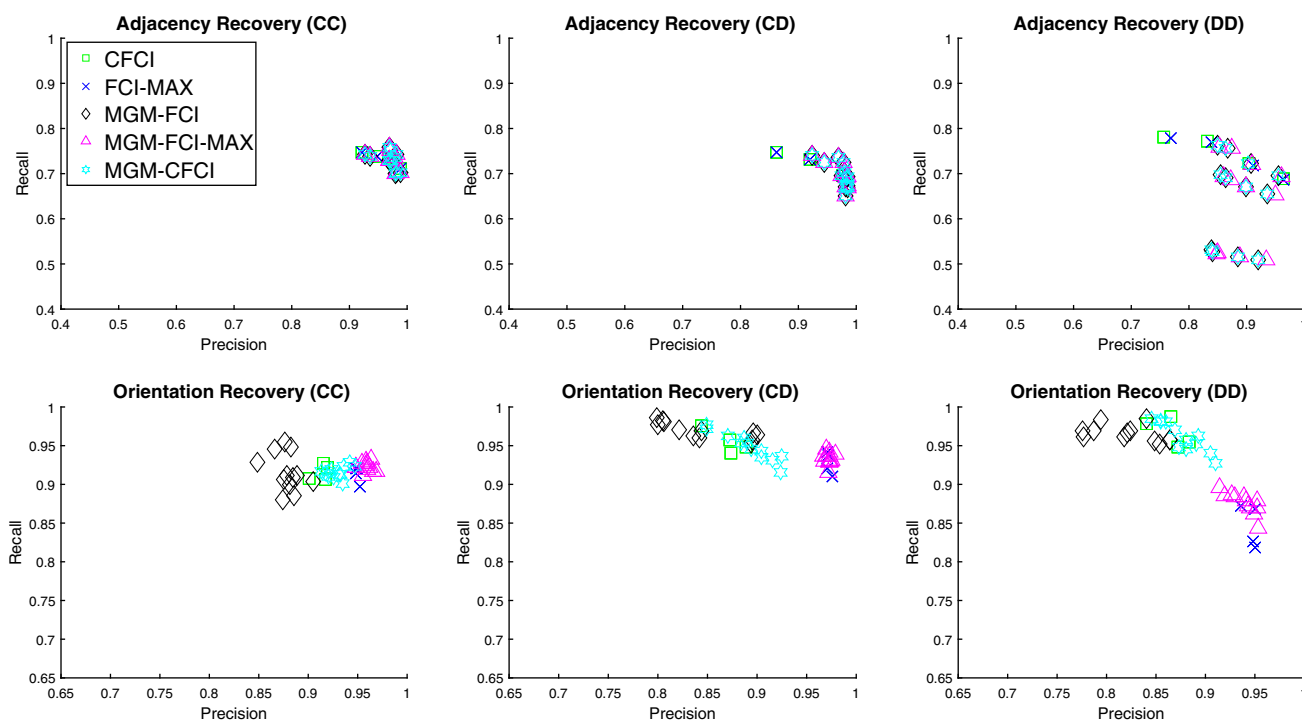 Adjacency Recovery (CC)
Adjacency Recovery (CD)
Adjacency Recovery (DD)
CFCI
FCI-MAX
MGM-FCI
MGM-FCI-MAX
MGM-CFCI
Recall
1
0.9
0.8
0.7
0.6
0.5
0.4
0.4 0.5 0.6 0.7 0.8 0.9 1
Precision
Recall
1
0.9
0.8
0.7
0.6
0.5
0.4
0.4 0.5 0.6 0.7 0.8 0.9 1
Precision
Recall
1
0.9
0.8
0.7
0.6
0.5
0.4
0.4 0.5 0.6 0.7 0.8 0.9 1
Precision
Orientation Recovery (CC)
Orientation Recovery (CD)
Orientation Recovery (DD)
Recall
1
0.95
0.9
0.85
0.8
0.75
0.7
0.65
0.65 0.7 0.75 0.8 0.85 0.9 0.95 1
Precision
Recall
1
0.95
0.9
0.85
0.8
0.75
0.7
0.65
0.65 0.7 0.75 0.8 0.85 0.9 0.95 1
Precision
Recall
1
0.95
0.9
0.85
0.8
0.75
0.7
0.65
0.65 0.7 0.75 0.8 0.85 0.9 0.95 1
Precision